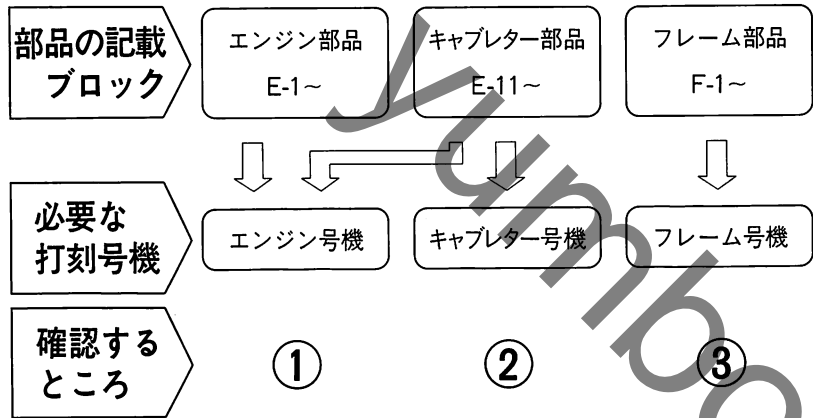 部品の記載
ブロック
エンジン部品
E-1~
キャブレター部品
E-11~
フレーム部品
F-1~
必要な
打刻号機
エンジン号機
キャブレター号機
フレーム号機
確認する
ところ
①
②
③
yumbo